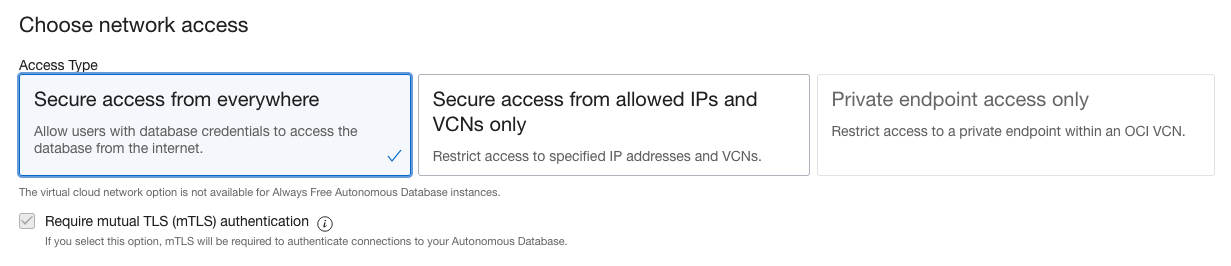 Choose network access
Access Type
Secure access from everywhere
Allow users with database credentials to access the
database from the internet.
Secure access from allowed IPs and
VCNs only
Restrict access to specified IP addresses and VCNs.
Private endpoint access only
Restrict access to a private endpoint within an OCI VCN.
The virtual cloud network option is not available for Always Free Autonomous Database instances.
Require mutual TLS (mTLS) authentication i
If you select this option, mTLS will be required to authenticate connections to your Autonomous Database.